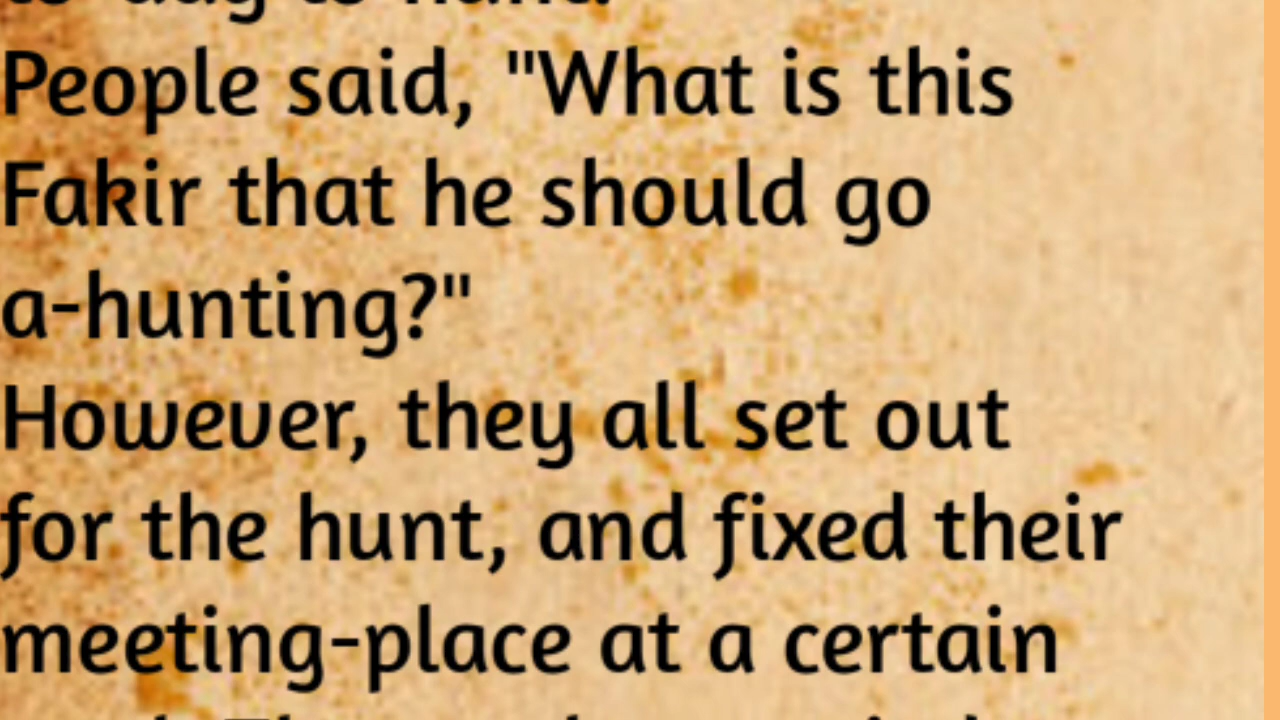 People said, "What is this
Fakir that he should go
a-hunting?"
However, they all set out
for the hunt, and fixed their
meeting-place at a certain